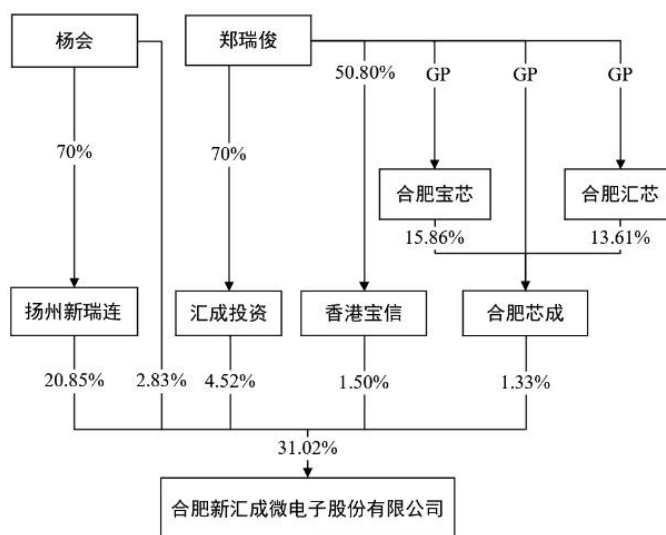 杨会
郑瑞俊
50.80%
GP
GP
GP
70%
70%
合肥宝芯
合肥汇芯
15.86%
13.61%
扬州新瑞连
汇成投资
香港宝信
合肥芯成
20.85%
2.83%
4.52%
1.50%
1.33%
31.02%
合肥新汇成微电子股份有限公司